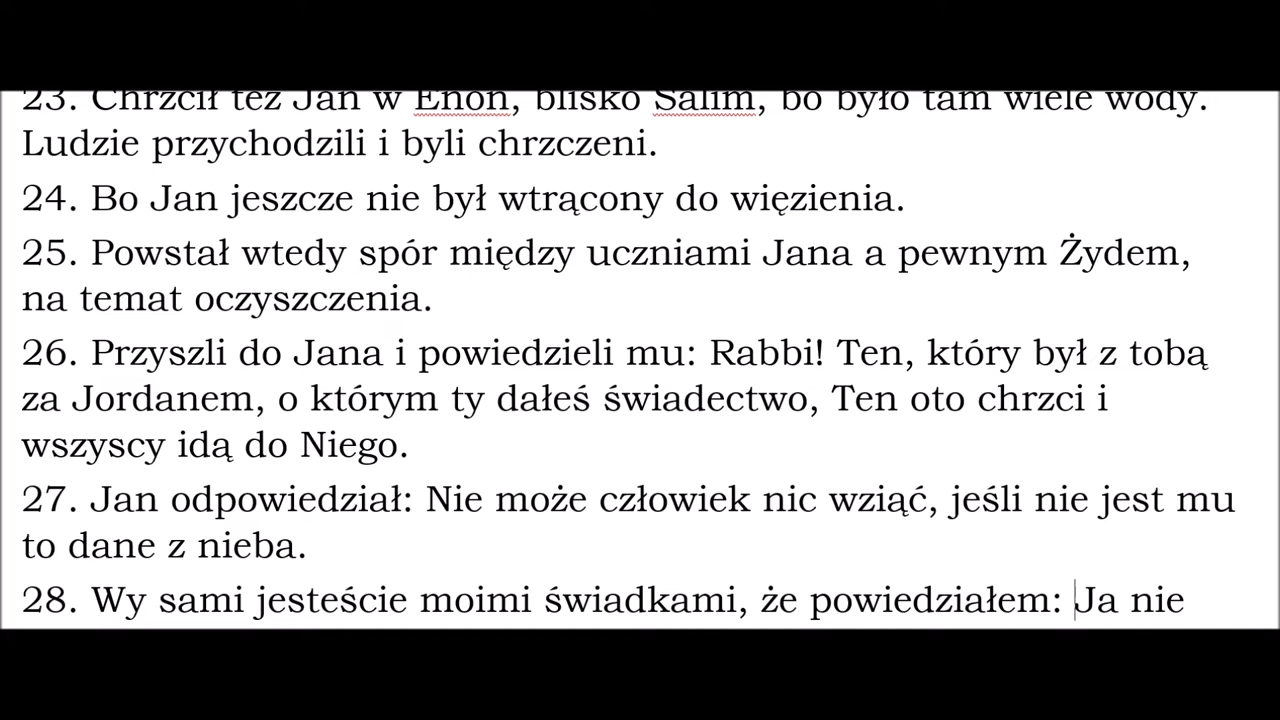 23. Chrzcił też Jan w Enon, blisko Salim, bo było tam wiele wody.
Ludzie przychodzili i byli chrzczeni.
24. Bo Jan jeszcze nie był wtrącony do więzienia.
25. Powstał wtedy spór między uczniami Jana a pewnym Żydem,
na temat oczyszczenia.
26. Przyszli do Jana i powiedzieli mu: Rabbi! Ten, który był z tobą
za Jordanem, o którym ty dałeś świadectwo, Ten oto chrzci i
wszyscy idą do Niego.
27. Jan odpowiedział: Nie może człowiek nic wziąć, jeśli nie jest mu
to dane z nieba.
28. Wy sami jesteście moimi świadkami, że powiedziałem: Ja nie